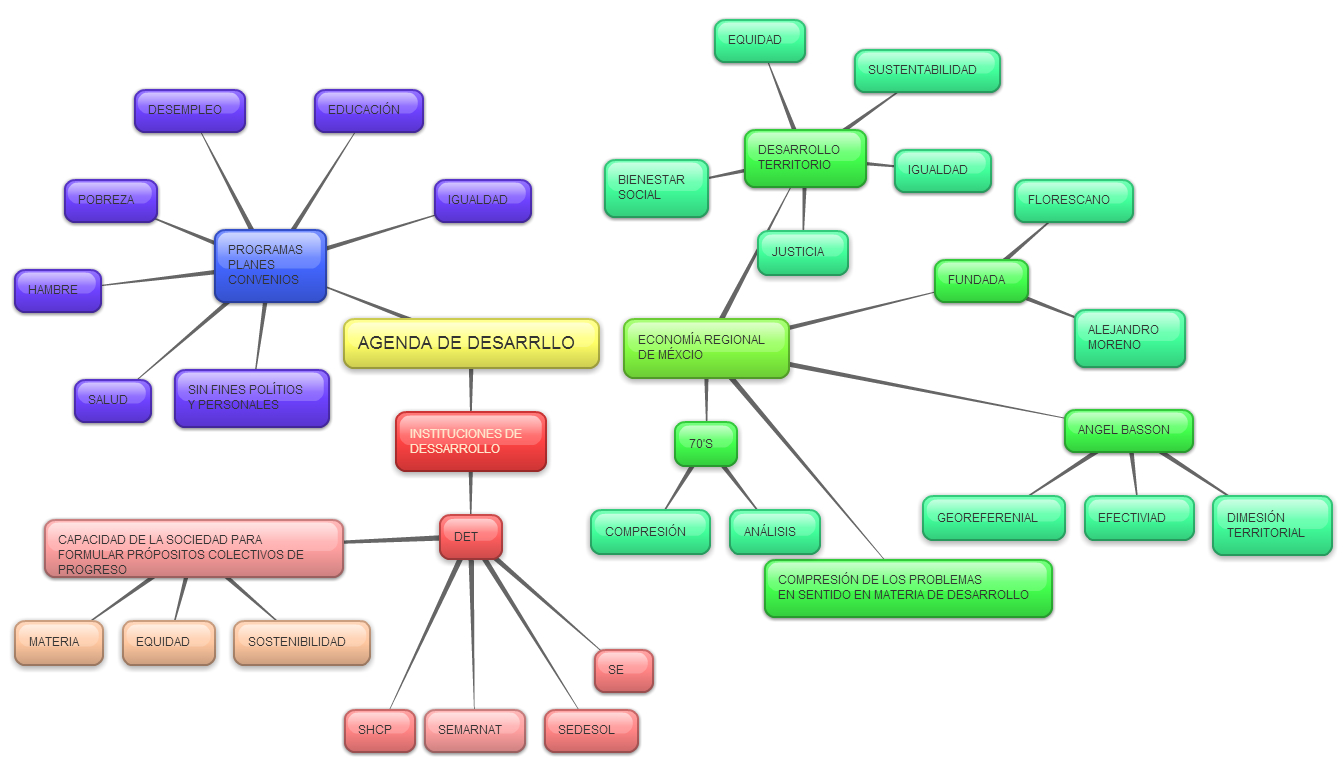 EQUIDAD
SUSTENTABILIDAD
DESEMPLEO
EDUCACIÓN
DESARROLLO
TERRITORIO
BIENESTAR
SOCIAL
IGUALDAD
POBREZA
IGUALDAD
FLORESCANO
PROGRAMAS
PLANES
CONVENIOS
JUSTICIA
HAMBRE
FUNDADA
AGENDA DE DESARRLLO
ECONOMÍA REGIONAL
DE MÉXCIO
ALEJANDRO
MORENO
SALUD
SIN FINES POLÍTIOS
Y PERSONALES
INSTITUCIONES DE
DESSARROLLO
70'S
ANGEL BASSON
COMPRESIÓN
ANÁLISIS
GEOREFERENIAL
EFECTIVIAD
DIMESIÓN
TERRITORIAL
CAPACIDAD DE LA SOCIEDAD PARA
FORMULAR PRÓPOSITOS COLECTIVOS DE
PROGRESO
DET
COMPRESIÓN DE LOS PROBLEMAS
EN SENTIDO EN MATERIA DE DESARROLLO
MATERIA
EQUIDAD
SOSTENIBILIDAD
SE
SHCP
SEMARNAT
SEDESOL